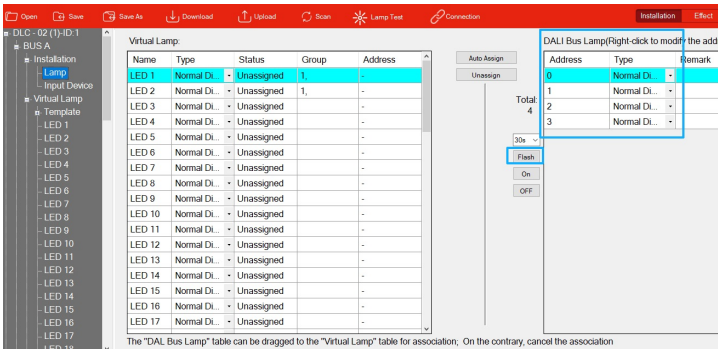 Open Save Save As Download Upload Scan Lamp Test Connection Installation Effect
DLC - 02 (1)-ID:1
BUS A
Installation
Lamp
Input Device
Virtual Lamp
Template
LED 1
LED 2
LED 3
LED 4
LED 5
LED 6
LED 7
LED 8
LED 9
LED 10
LED 11
LED 12
LED 13
LED 14
LED 15
LED 16
LED 17
LED 18
Virtual Lamp:
Name Type Status Group Address
LED 1 Normal Di... Unassigned 1, -
LED 2 Normal Di... Unassigned 1, -
LED 3 Normal Di... Unassigned -
LED 4 Normal Di... Unassigned -
LED 5 Normal Di... Unassigned -
LED 6 Normal Di... Unassigned -
LED 7 Normal Di... Unassigned -
LED 8 Normal Di... Unassigned -
LED 9 Normal Di... Unassigned -
LED 10 Normal Di... Unassigned -
LED 11 Normal Di... Unassigned -
LED 12 Normal Di... Unassigned -
LED 13 Normal Di... Unassigned -
LED 14 Normal Di... Unassigned -
LED 15 Normal Di... Unassigned -
LED 16 Normal Di... Unassigned -
LED 17 Normal Di... Unassigned -
Auto Assign
Unassign
Total:
4
30s
Flash
On
OFF
DALI Bus Lamp(Right-click to modify the add
Address Type Remark
0 Normal Di...
1 Normal Di...
2 Normal Di...
3 Normal Di...
The "DAL Bus Lamp" table can be dragged to the "Virtual Lamp" table for association; On the contrary, cancel the association